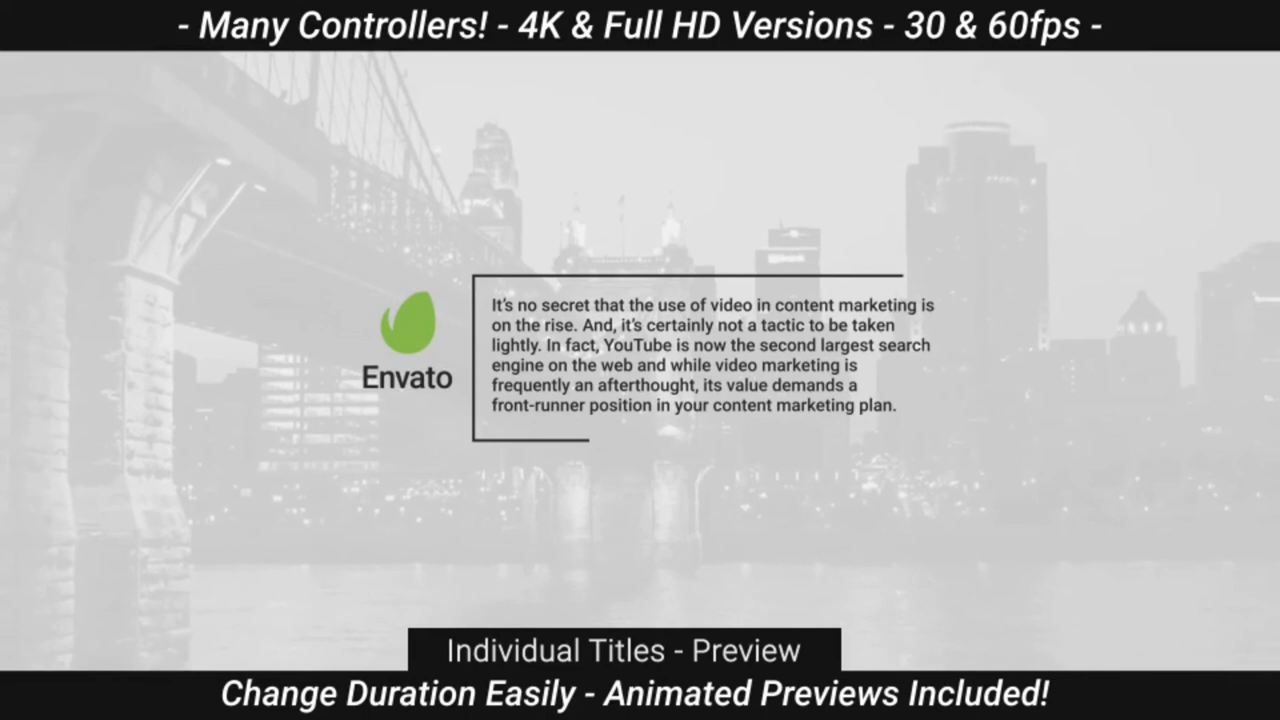 - Many Controllers! - 4K & Full HD Versions - 30 & 60fps -
It's no secret that the use of video in content marketing is
on the rise. And, it's certainly not a tactic to be taken
lightly. In fact, YouTube is now the second largest search
engine on the web and while video marketing is
frequently an afterthought, its value demands a
front-runner position in your content marketing plan.
Envato
Individual Titles - Preview
Change Duration Easily - Animated Previews Included!